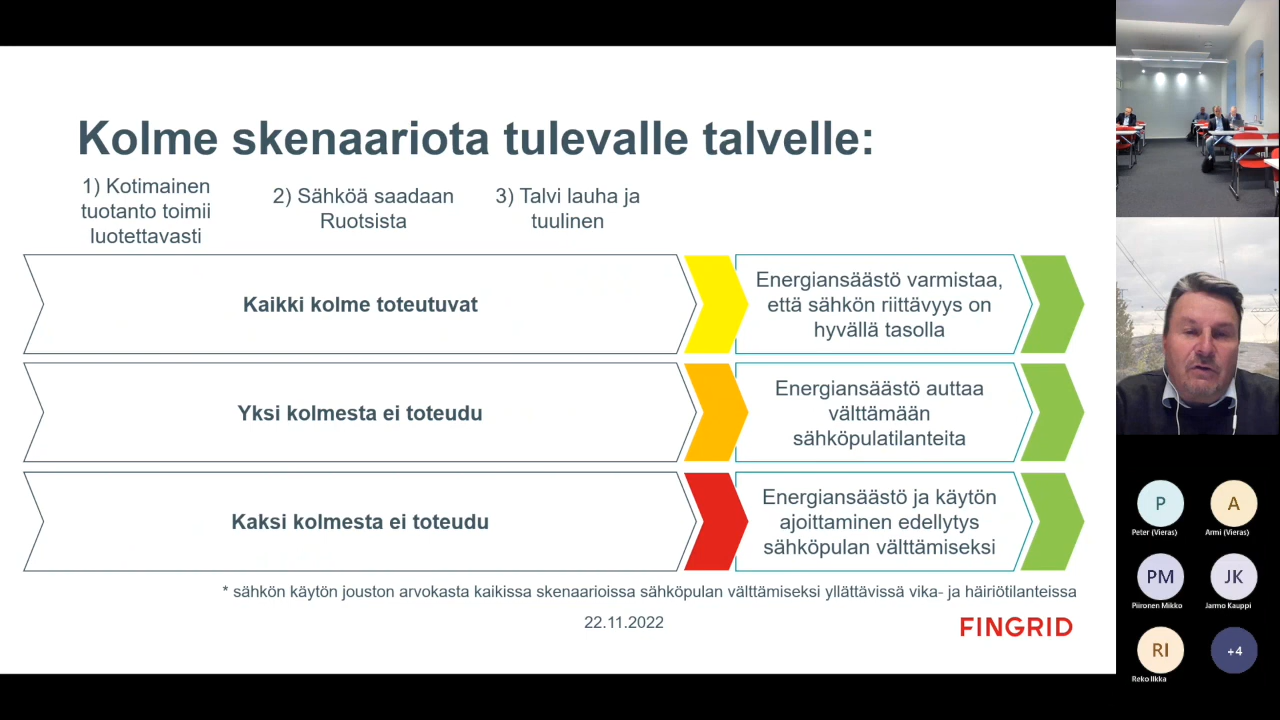 Kolme skenaariota tulevalle talvelle:
1) Kotimainen
tuotanto toimii
luotettavasti
2) Sähköä saadaan
Ruotsista
3) Talvi lauha ja
tuulinen
Kaikki kolme toteutuvat
Energiansäästö varmistaa,
että sähkön riittävyys on
hyvällä tasolla
Yksi kolmesta ei toteudu
Energiansäästö auttaa
välttämään
sähköpulatilanteita
Kaksi kolmesta ei toteudu
Energiansäästö ja käytön
ajoittaminen edellytys
sähköpulan välttämiseksi
* sähkön käytön jouston arvokasta kaikissa skenaarioissa sähköpulan välttämiseksi yllättävissä vika- ja häiriötilanteissa
22.11.2022
FINGRID
P
Peter (Vieras)
A
Armi (Vieras)
PM
Piironen Mikko
JK
Jarmo Kauppi
RI
Reko Ilkka
+4